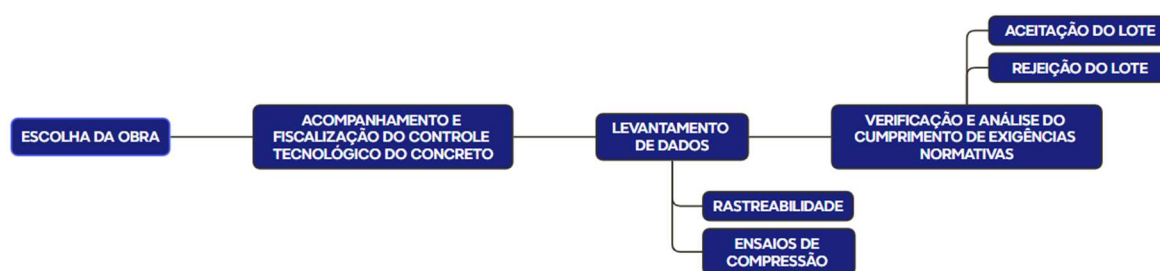 ESCOLHA DA OBRA
ACOMPANHAMENTO E
FISCALIZAÇÃO DO CONTROLE
TECNOLÓGICO DO CONCRETO
LEVANTAMENTO
DE DADOS
RASTREABILIDADE
ENSAIOS DE
COMPRESSÃO
VERIFICAÇÃO E ANÁLISE DO
CUMPRIMENTO DE EXIGÊNCIAS
NORMATIVAS
ACEITAÇÃO DO LOTE
REJEIÇÃO DO LOTE